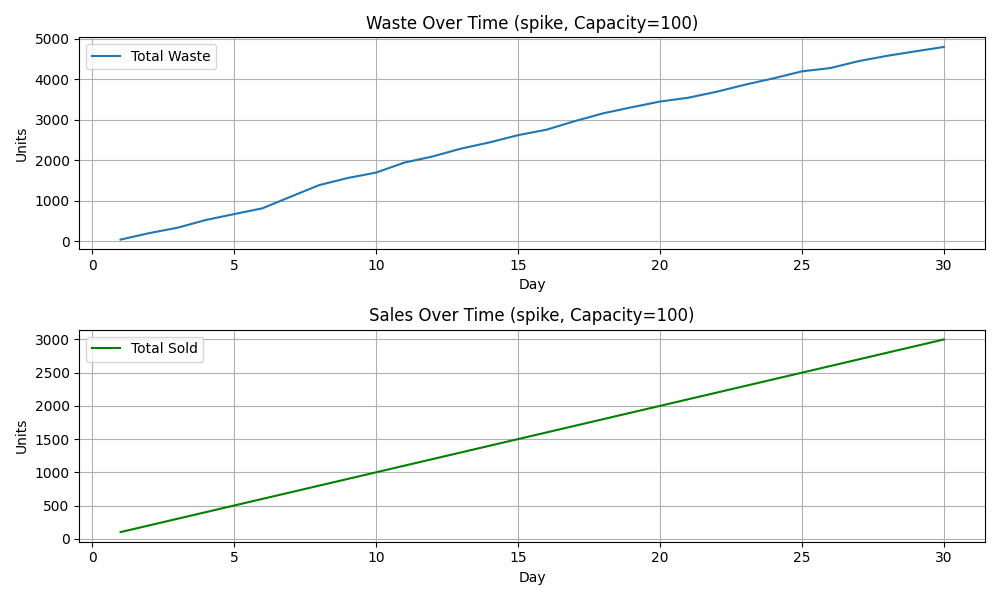 Waste Over Time (spike, Capacity=100)
5000
4000
3000
2000
1000
0
Units
Total Waste
0 5 10 15 20 25 30
Day
Sales Over Time (spike, Capacity=100)
3000
2500
2000
1500
1000
500
0
Units
Total Sold
0 5 10 15 20 25 30
Day